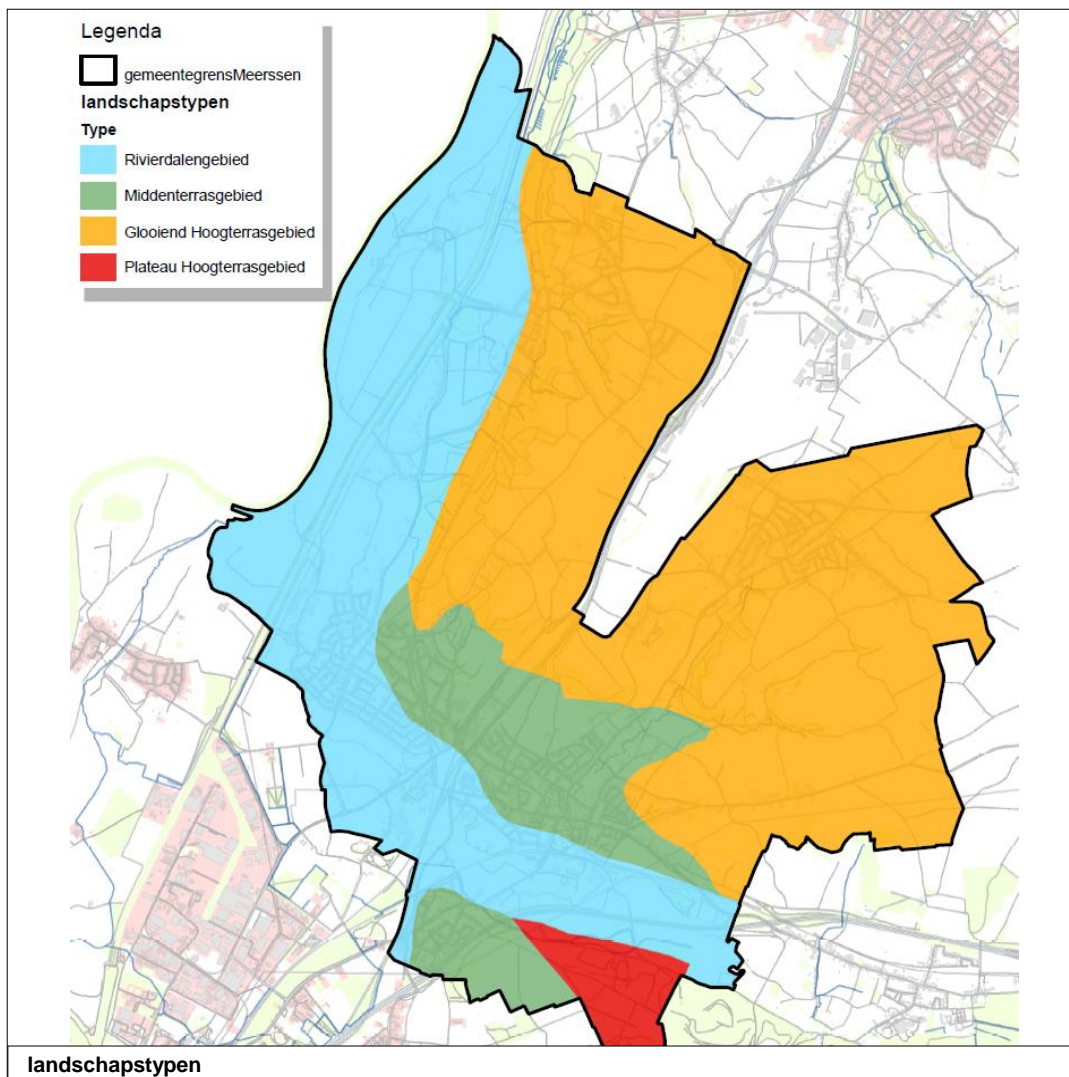 Legenda
gemeentegrensMeerssen
landschapstypen
Type
Rivierdalengebied
Middenterrasgebied
Glooiend Hoogterrasgebied
Plateau Hoogterrasgebied
landschapstypen